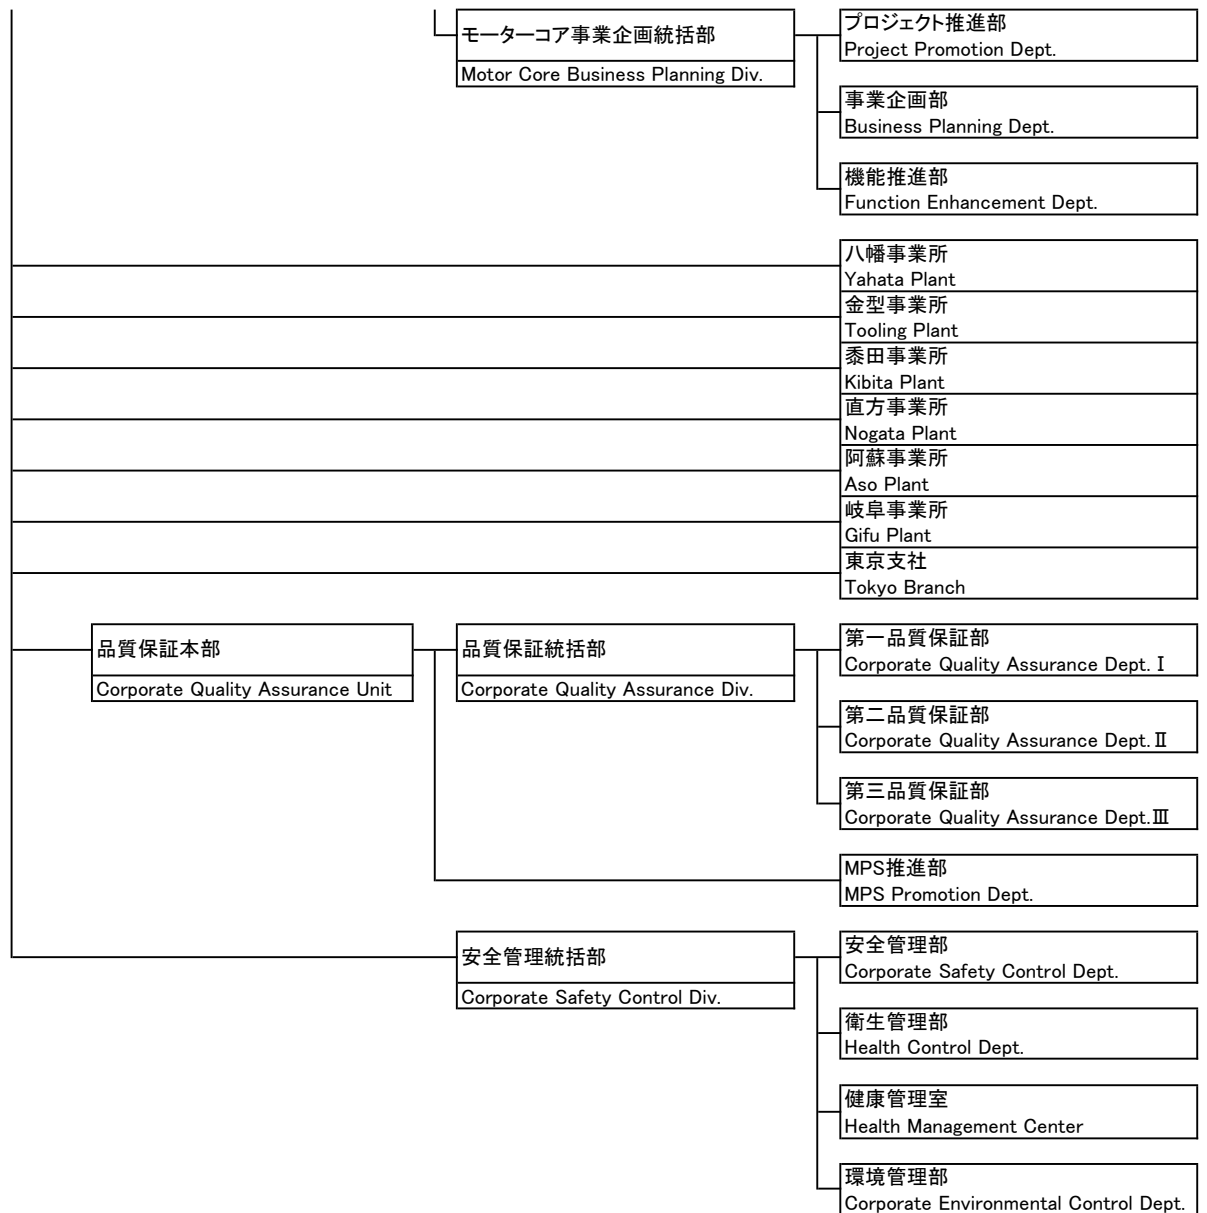 モーターコア事業企画統括部
Motor Core Business Planning Div.
プロジェクト推進部
Project Promotion Dept.
事業企画部
Business Planning Dept.
機能推進部
Function Enhancement Dept.
八幡事業所
Yahata Plant
金型事業所
Tooling Plant
黍田事業所
Kibita Plant
直方事業所
Nogata Plant
阿蘇事業所
Aso Plant
岐阜事業所
Gifu Plant
東京支社
Tokyo Branch
品質保証本部
Corporate Quality Assurance Unit
品質保証統括部
Corporate Quality Assurance Div.
第一品質保証部
Corporate Quality Assurance Dept.Ⅰ
第二品質保証部
Corporate Quality Assurance Dept.Ⅱ
第三品質保証部
Corporate Quality Assurance Dept.Ⅲ
MPS推進部
MPS Promotion Dept.
安全管理統括部
Corporate Safety Control Div.
安全管理部
Corporate Safety Control Dept.
衛生管理部
Health Control Dept.
健康管理室
Health Management Center
環境管理部
Corporate Environmental Control Dept.